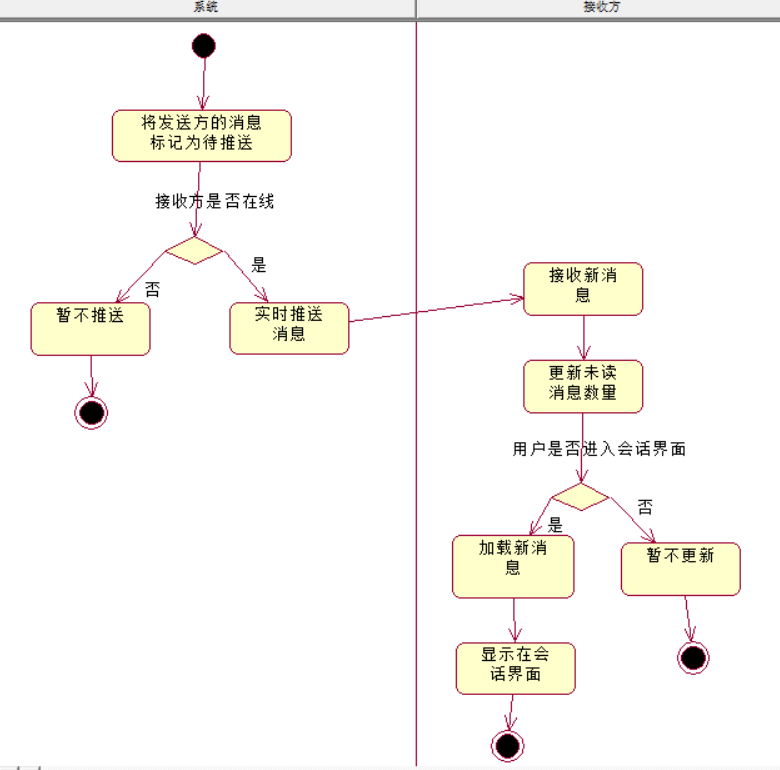 系统
接收方
将发送方的消息
标记为待推送
接收方是否在线
否
是
暂不推送
实时推送
消息
接收新消
息
更新未读
消息数量
用户是否进入会话界面
是
否
加载新消
息
暂不更新
显示在会
话界面